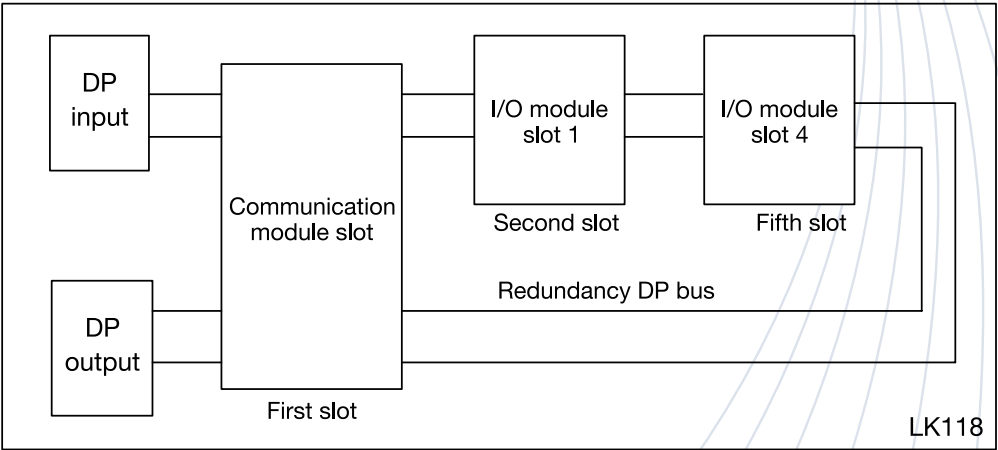 DP
input
Communication
module slot
I/O module
slot 1
I/O module
slot 4
Second slot
Fifth slot
Redundancy DP bus
DP
output
First slot
LK118